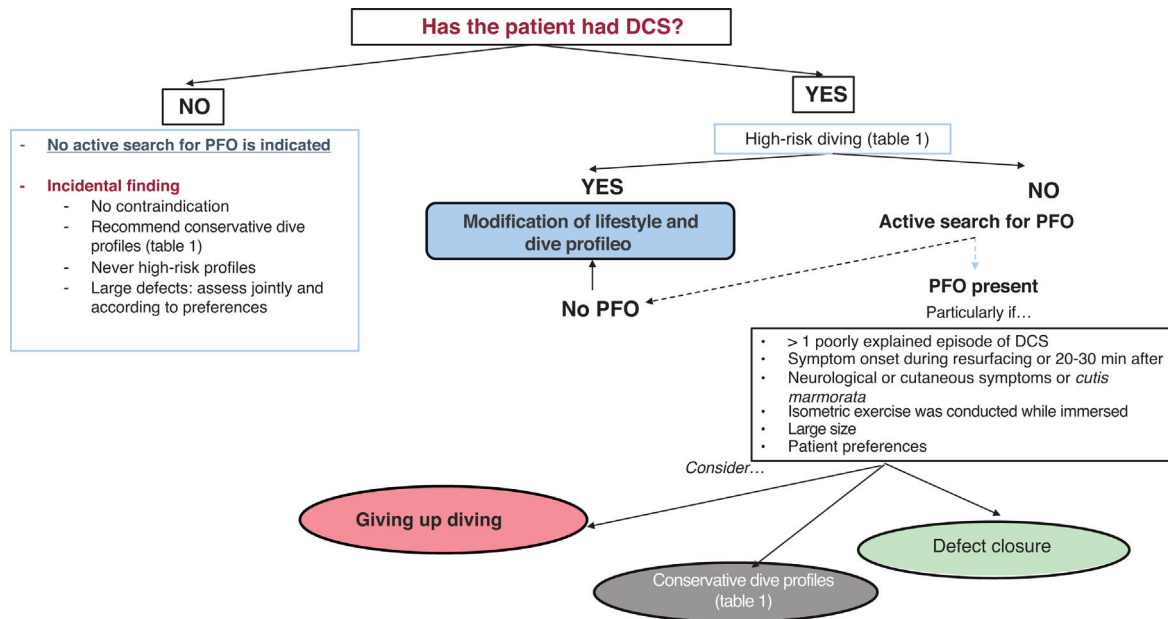 Has the patient had DCS?
NO
YES
- No active search for PFO is indicated
- Incidental finding
- No contraindication
- Recommend conservative dive
profiles (table 1)
- Never high-risk profiles
- Large defects: assess jointly and
according to preferences
High-risk diving (table 1)
YES
NO
Modification of lifestyle and
dive profileo
Active search for PFO
No PFO
PFO present
Particularly if…
• > 1 poorly explained episode of DCS
• Symptom onset during resurfacing or 20-30 min after
• Neurological or cutaneous symptoms or cutis
marmorata
• Isometric exercise was conducted while immersed
• Large size
• Patient preferences
Consider…
Giving up diving
Defect closure
Conservative dive profiles
(table 1)